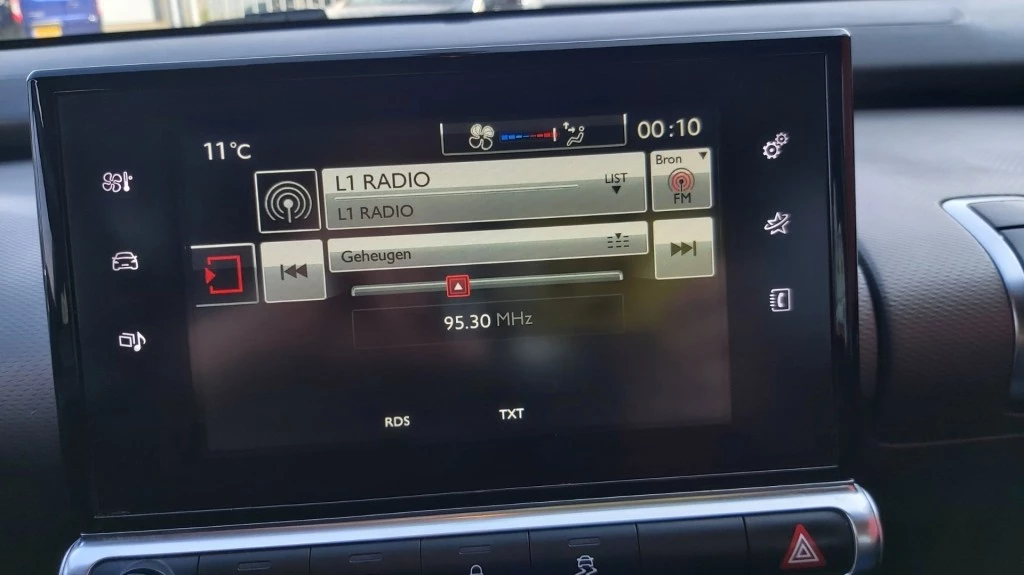 11°C
00:10
L1 RADIO
LIST
L1 RADIO
Bron
FM
Geheugen
95.30 MHz
RDS
TXT